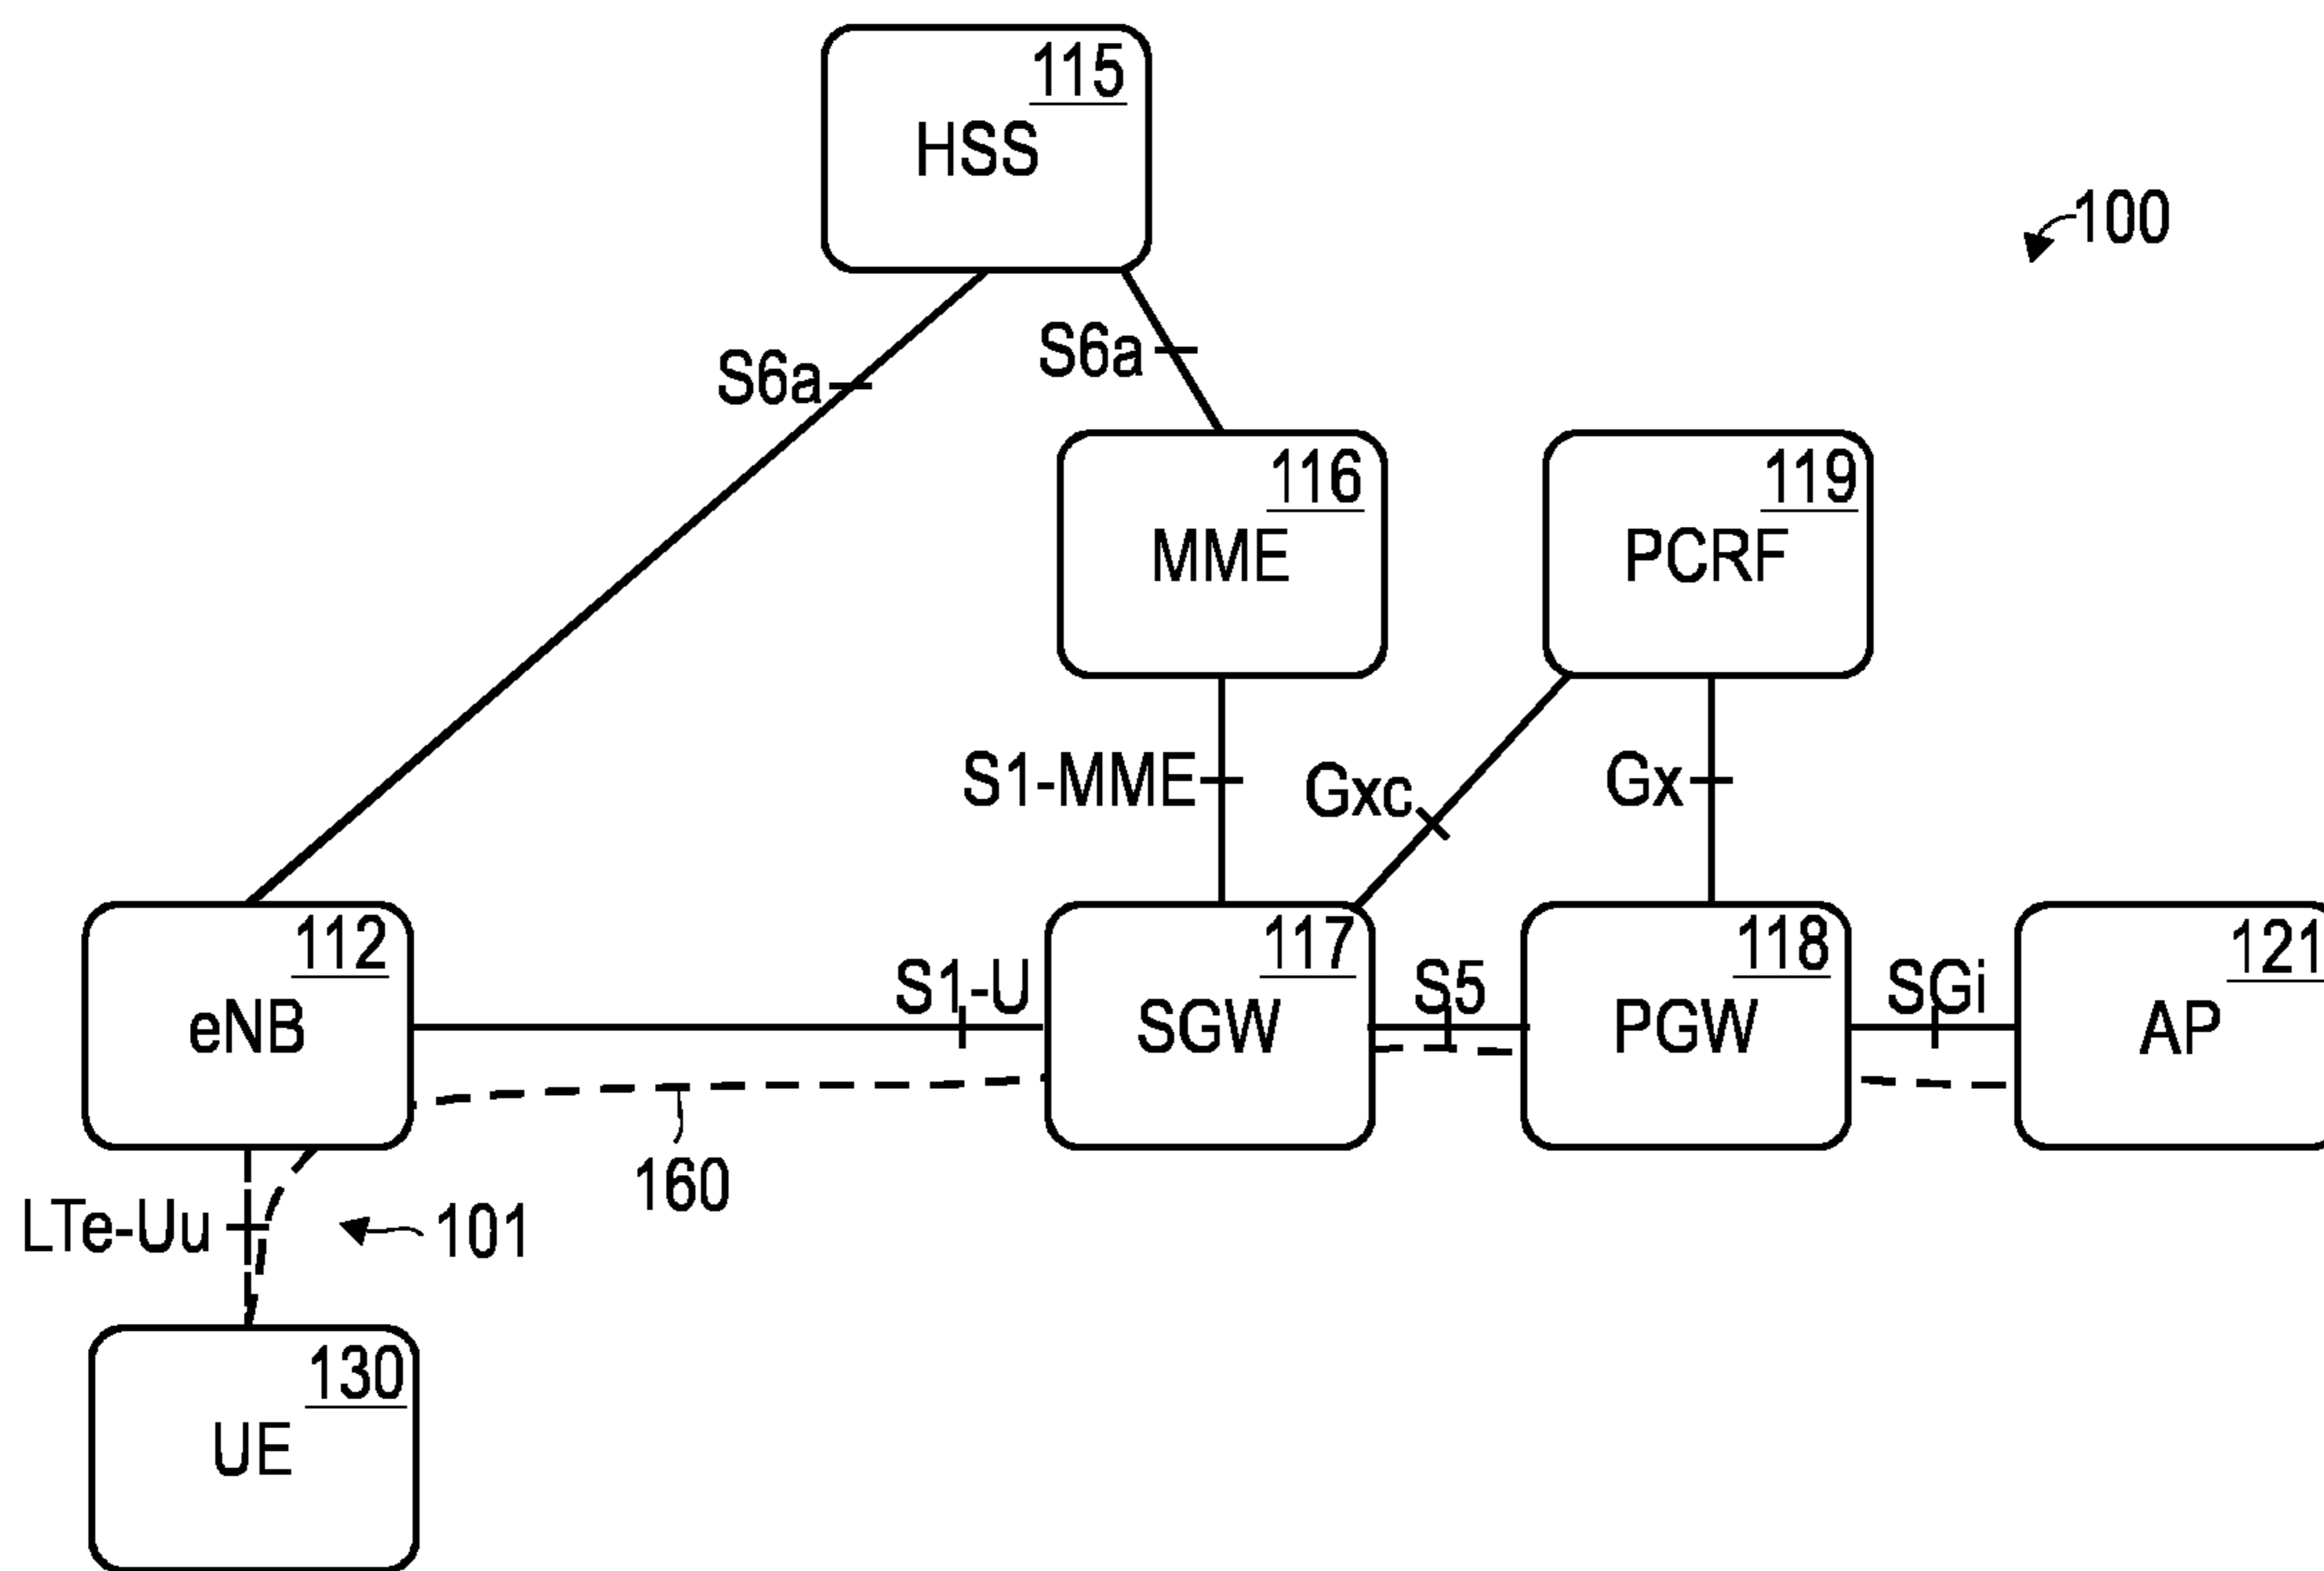 115
HSS
100
S6a
S6a
116
MME
119
PCRF
S1-MME
Gxc
Gx
112
eNB
S1-U
117
SGW
S5
118
PGW
SGi
121
AP
160
LTe-Uu
101
130
UE